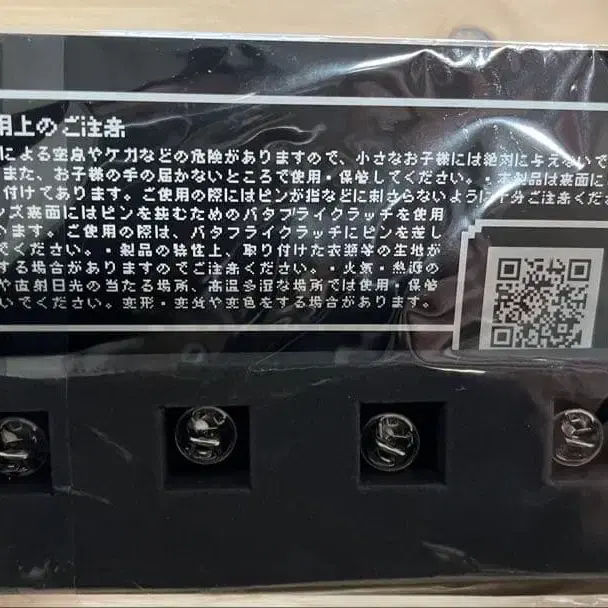 用上のご注意
による窒息やケガなどの危険がありますので、小さなお子様には絶対に与えないで
また、お子様の手の届かないところで使用・保管してください。・本製品は裏面に
付けてあります。ご使用の際にはピンが指などに刺さらないように十分ご注意くださ
ズ裏面にはピンを挟むためのバタフライクラッチを使用
います。ご使用の際は、バタフライクラッチにピンを差し
でください。・製品の特性上、取り付けた衣類等の生地が
する場合がありますのでご注意ください。・火気・熱源の
や直射日光の当たる場所、高温多湿な場所では使用・保管
いでください。変形・変質や変色をする場合があります。